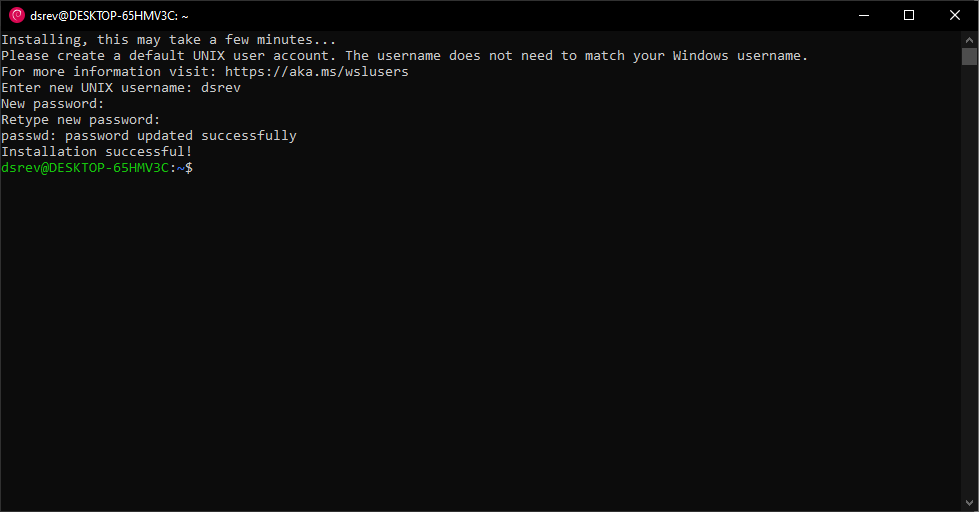 dsrev@DESKTOP-65HMV3C: ~
Installing, this may take a few minutes...
Please create a default UNIX user account. The username does not need to match your Windows username.
For more information visit: https://aka.ms/wslusers
Enter new UNIX username: dsrev
New password:
Retype new password:
passwd: password updated successfully
Installation successful!
dsrev@DESKTOP-65HMV3C:~$